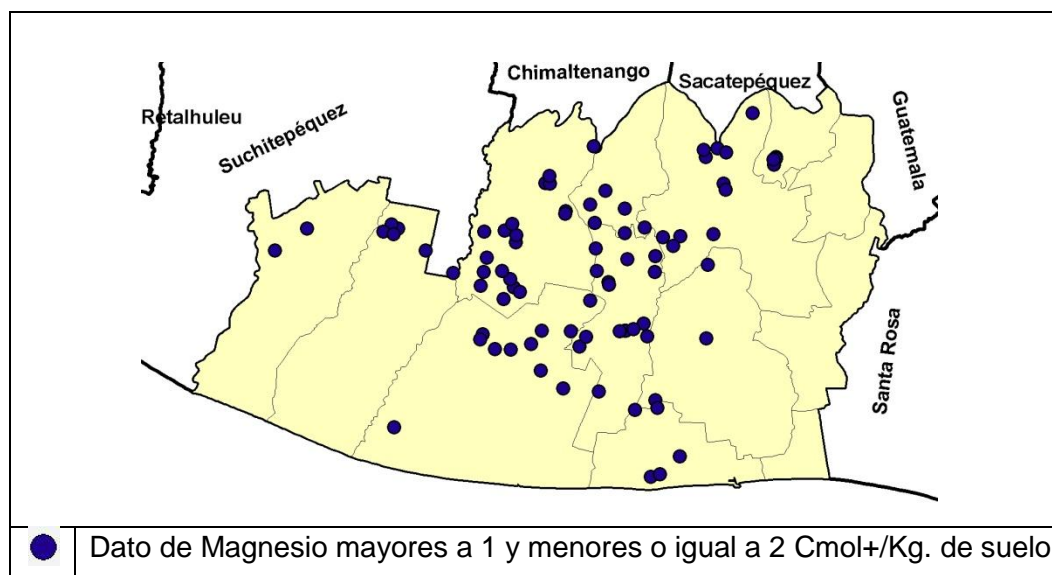 Chimaltenango
Sacatepéquez
Retalhuleu
Suchitepéquez
Guatemala
Santa Rosa
Dato de Magnesio mayores a 1 y menores o igual a 2 Cmol+/Kg. de suelo